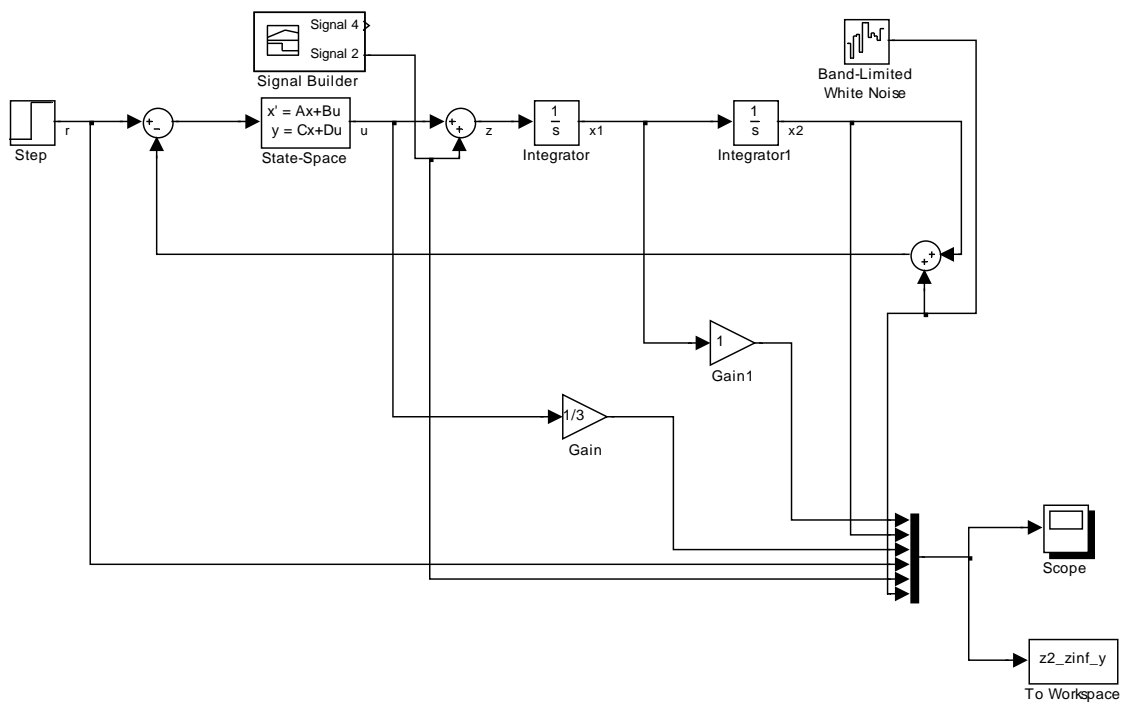 Signal 4
Signal 2
Signal Builder
Band-Limited
White Noise
r
Step
+
−
x' = Ax+Bu
y = Cx+Du
State-Space
u
+
+
z
1
s
Integrator
x1
1
s
Integrator1
x2
+
+
1
Gain1
1/3
Gain
Scope
z2_zinf_y
To Workspace